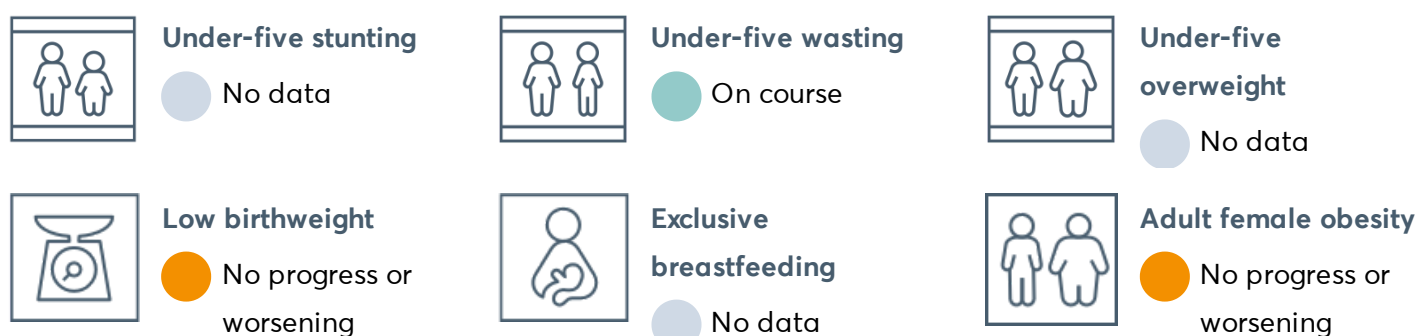 Under-five stunting
No data
Under-five wasting
On course
Under-five
overweight
No data
Low birthweight
No progress or
worsening
Exclusive
breastfeeding
No data
Adult female obesity
No progress or
worsening